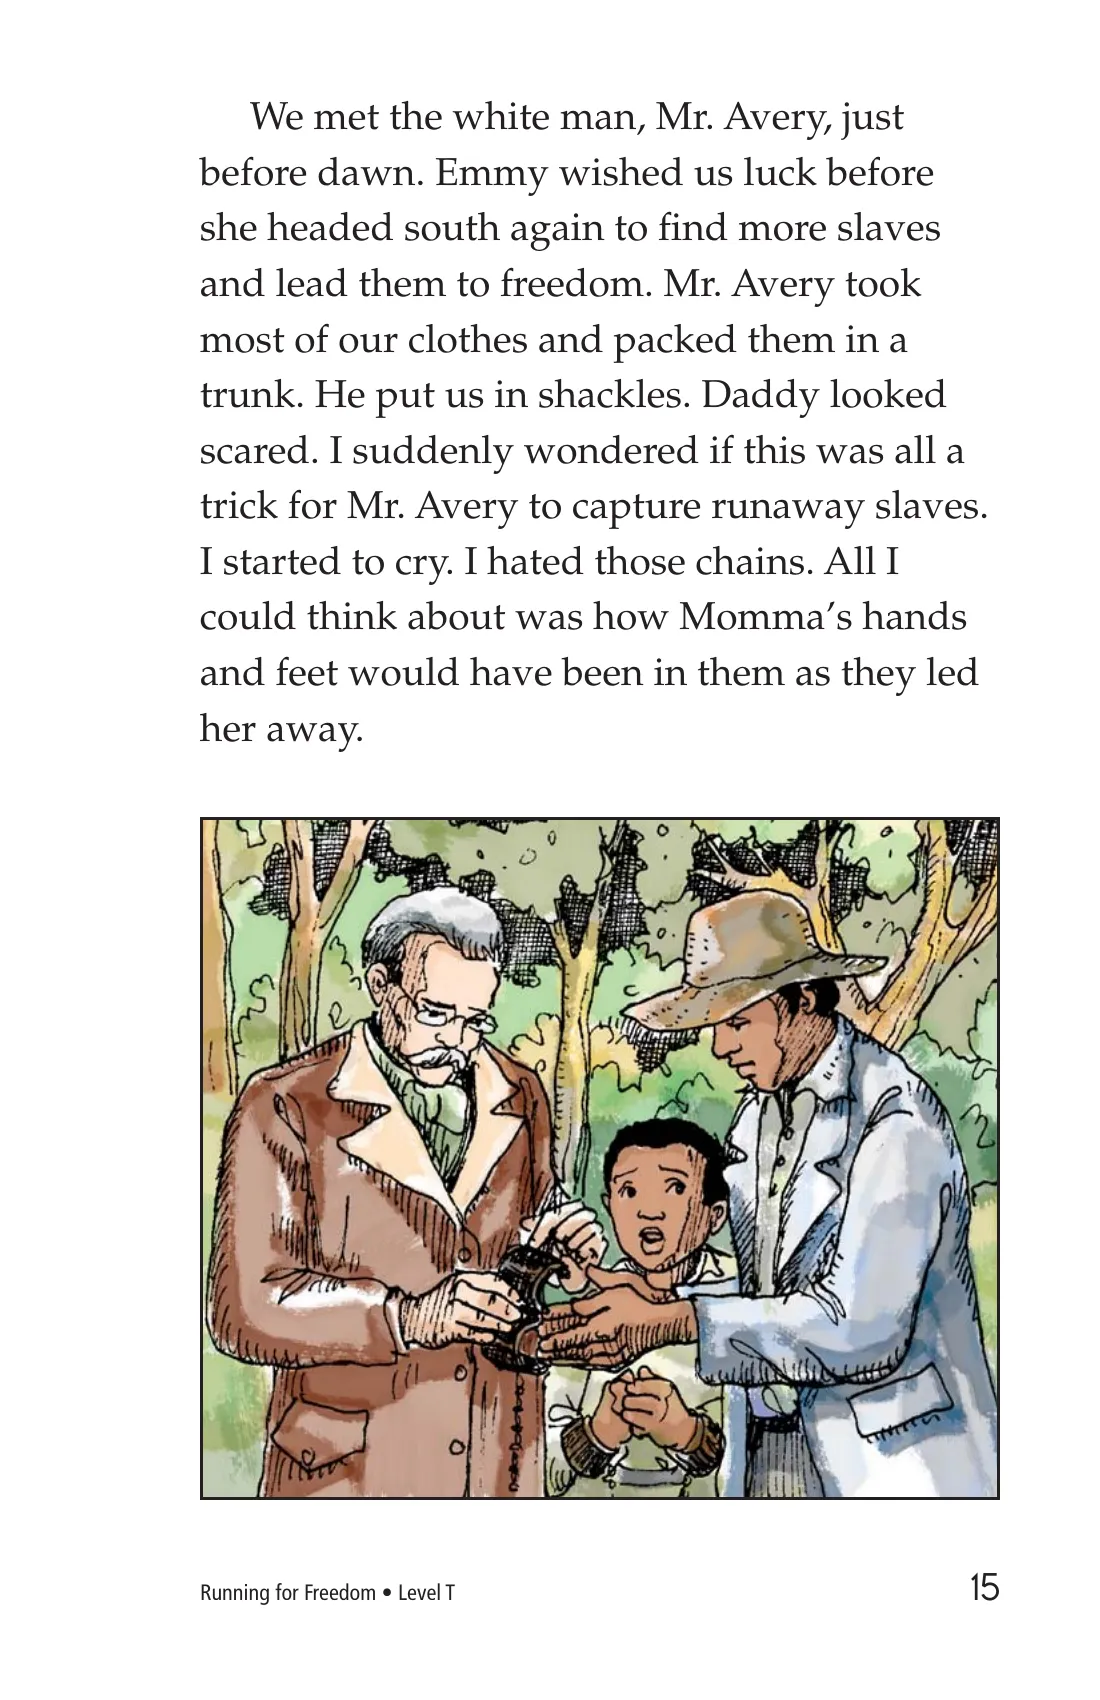 We met the white man, Mr. Avery, just
before dawn. Emmy wished us luck before
she headed south again to find more slaves
and lead them to freedom. Mr. Avery took
most of our clothes and packed them in a
trunk. He put us in shackles. Daddy looked
scared. I suddenly wondered if this was all a
trick for Mr. Avery to capture runaway slaves.
I started to cry. I hated those chains. All I
could think about was how Momma’s hands
and feet would have been in them as they led
her away.
Running for Freedom • Level T
15